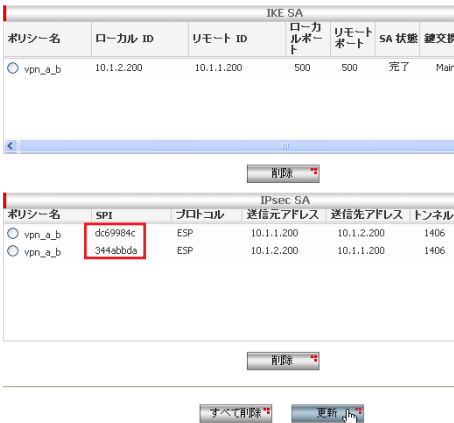 IKE SA
ポリシー名 ローカル ID リモート ID ローカルポート リモートポート SA 状態 鍵交換
vpn_a_b 10.1.2.200 10.1.1.200 500 500 完了 Main
削除
IPsec SA
ポリシー名 SPI プロトコル 送信元アドレス 送信先アドレス トンネル
vpn_a_b dc69984c ESP 10.1.1.200 10.1.2.200 1406
vpn_a_b 344abbda ESP 10.1.2.200 10.1.1.200 1406
削除
すべて削除 更新